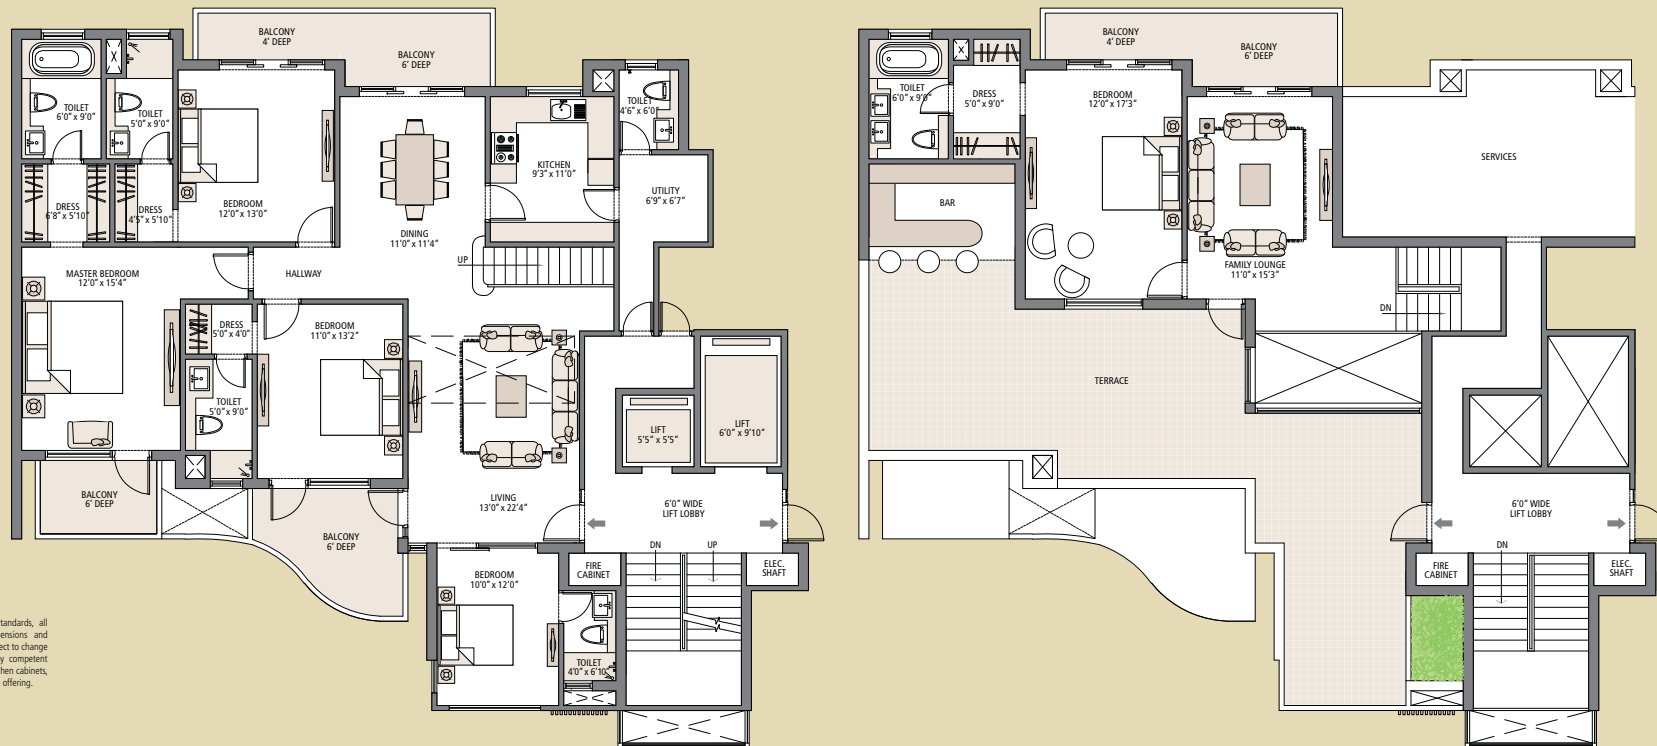 BALCONY
4' DEEP
BALCONY
6' DEEP
TOILET
6'0" x 9'0"
TOILET
5'0" x 9'0"
TOILET
4'6" x 6'0"
KITCHEN
9'3" x 11'0"
UTILITY
6'9" x 6'7"
DRESS
6'8" x 5'10"
DRESS
4'5" x 5'10"
BEDROOM
12'0" x 13'0"
DINING
11'0" x 11'4"
UP
MASTER BEDROOM
12'0" x 15'4"
HALLWAY
DRESS
5'0" x 4'0"
BEDROOM
11'0" x 13'2"
TOILET
5'0" x 9'0"
LIFT
5'5" x 5'5"
LIFT
6'0" x 9'10"
BALCONY
6' DEEP
LIVING
13'0" x 22'4"
6'0" WIDE
LIFT LOBBY
BALCONY
6' DEEP
DN
UP
BEDROOM
10'0" x 12'0"
FIRE
CABINET
ELEC.
SHAFT
TOILET
4'0" x 6'10"
tandards, all
ensions and
ect to change
y competent
hen cabinets,
offering.
BALCONY
4' DEEP
BALCONY
6' DEEP
TOILET
6'0" x 9'0"
DRESS
5'0" x 9'0"
BEDROOM
12'0" x 17'3"
SERVICES
BAR
FAMILY LOUNGE
11'0" x 15'3"
DN
TERRACE
6'0" WIDE
LIFT LOBBY
DN
FIRE
CABINET
ELEC.
SHAFT